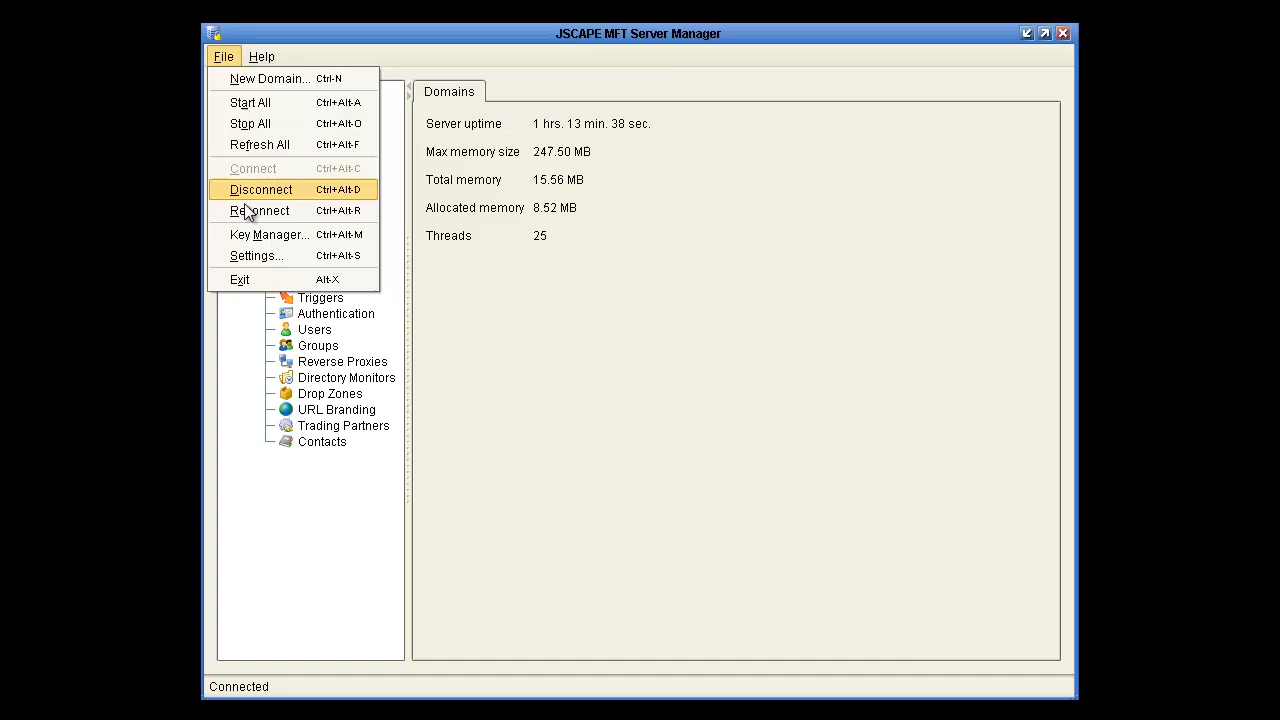 JSCAPE MFT Server Manager
File Help
New Domain... Ctrl-N
Start All Ctrl+Alt-A
Stop All Ctrl+Alt-O
Refresh All Ctrl+Alt-F
Connect Ctrl+Alt-C
Disconnect Ctrl+Alt-D
Reconnect Ctrl+Alt-R
Key Manager... Ctrl+Alt-M
Settings... Ctrl+Alt-S
Exit Alt-X
Triggers
Authentication
Users
Groups
Reverse Proxies
Directory Monitors
Drop Zones
URL Branding
Trading Partners
Contacts
Domains
Server uptime 1 hrs. 13 min. 38 sec.
Max memory size 247.50 MB
Total memory 15.56 MB
Allocated memory 8.52 MB
Threads 25
Connected